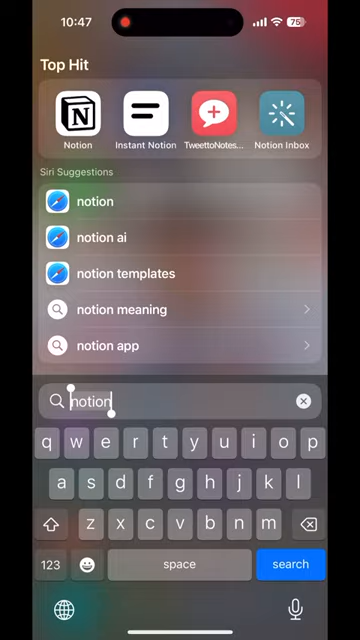 10:47
75
Top Hit
N
Notion
Instant Notion
TweettoNotes...
Notion Inbox
Siri Suggestions
notion
notion ai
notion templates
notion meaning
notion app
notion
q w e r t y u i o p
a s d f g h j k l
z x c v b n m
123
space
search